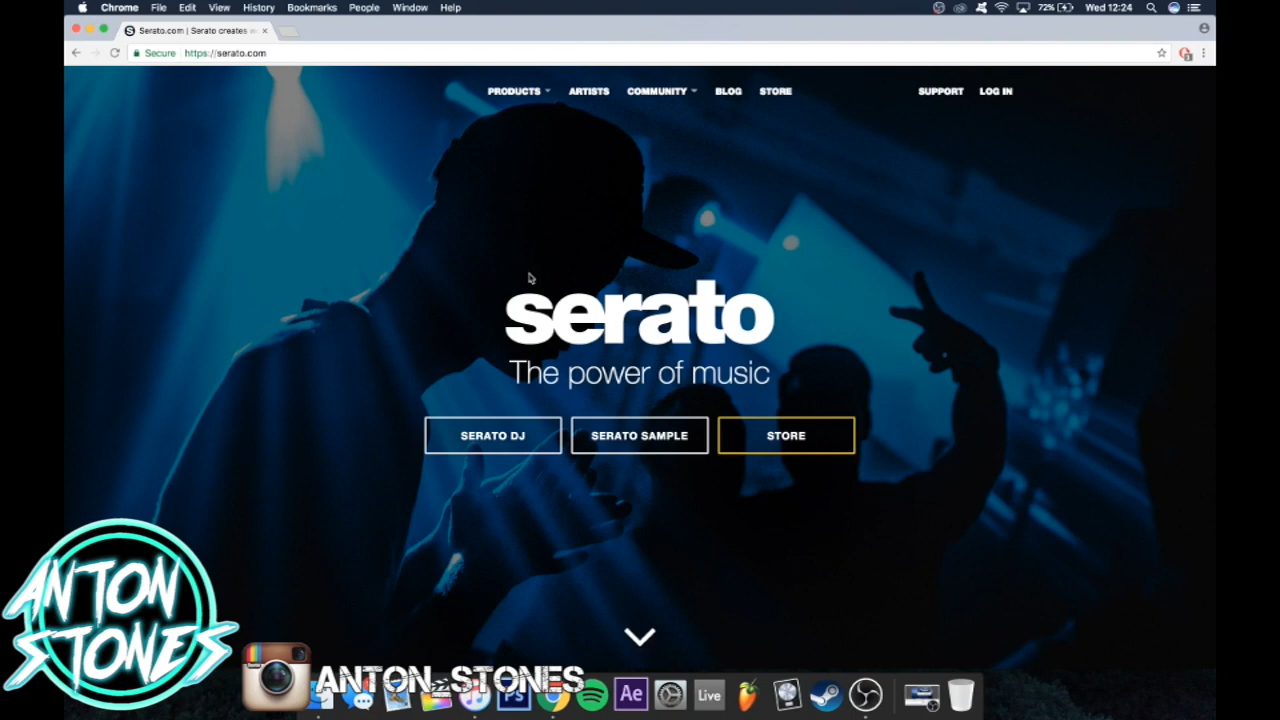 Chrome File Edit View History Bookmarks People Window Help 72% Wed 12:24
Serato.com | Serato creates w
Secure https://serato.com
PRODUCTS ARTISTS COMMUNITY BLOG STORE SUPPORT LOG IN
serato
The power of music
SERATO DJ SERATO SAMPLE STORE
ANTON
STONES
ANTON_STONES
Ps Ae Live